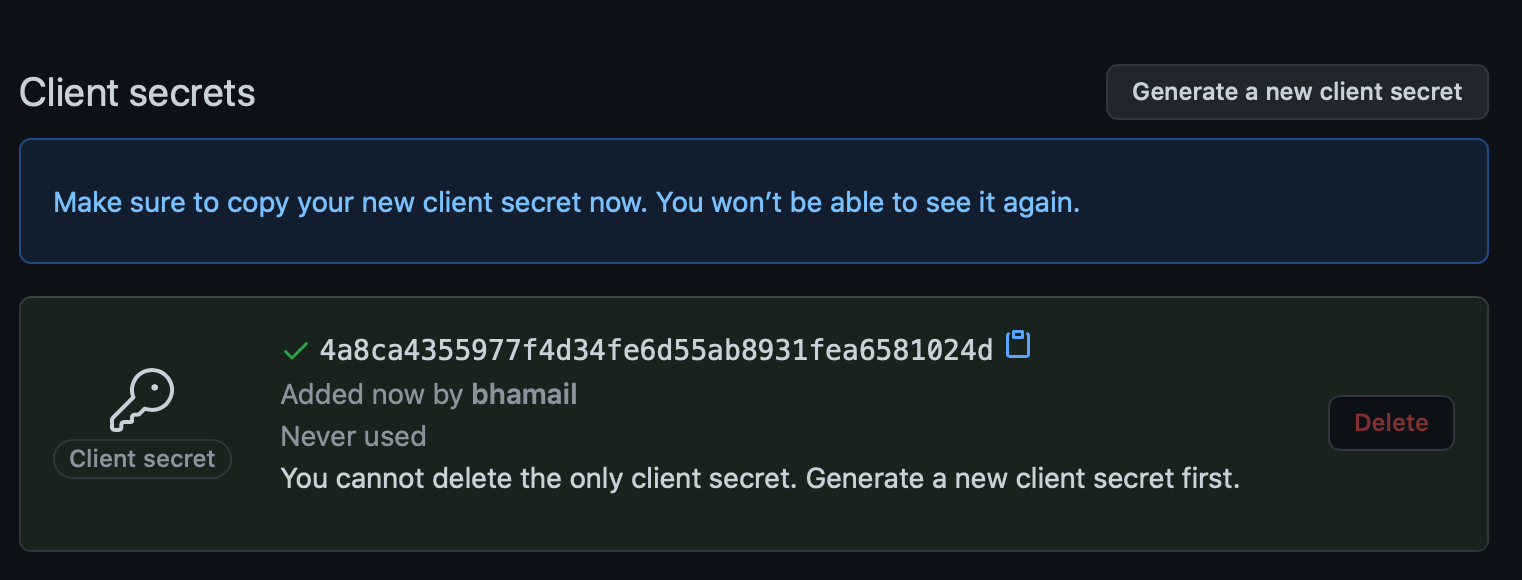 Client secrets
Generate a new client secret
Make sure to copy your new client secret now. You won’t be able to see it again.
4a8ca4355977f4d34fe6d55ab8931fea6581024d
Added now by bhamail
Never used
Client secret
You cannot delete the only client secret. Generate a new client secret first.
Delete